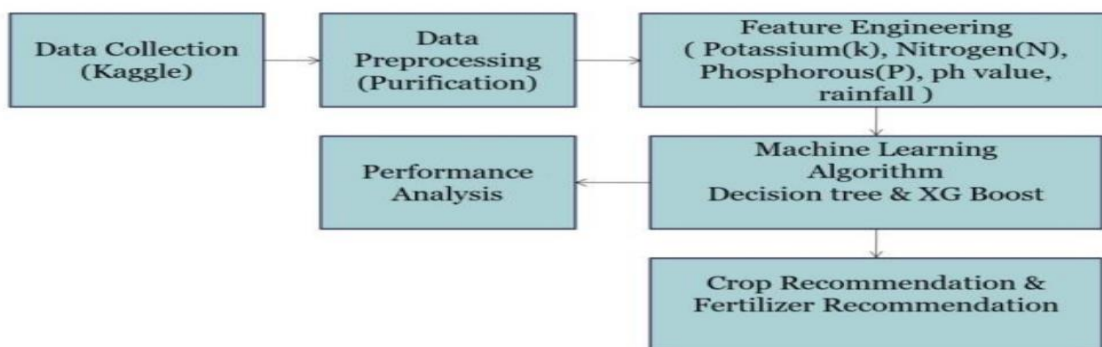 Data Collection
(Kaggle)
Data
Preprocessing
(Purification)
Feature Engineering
( Potassium(k), Nitrogen(N),
Phosphorous(P), ph value,
rainfall )
Machine Learning
Algorithm
Decision tree & XG Boost
Performance
Analysis
Crop Recommendation &
Fertilizer Recommendation